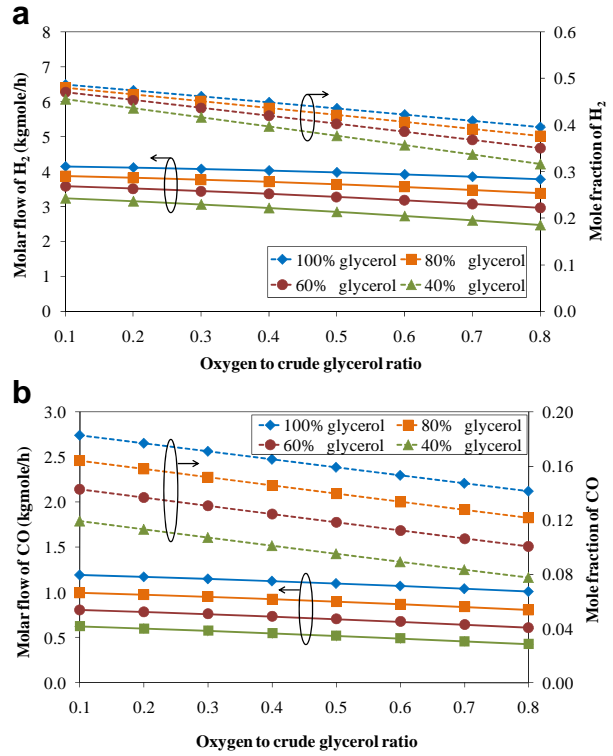 a
8
7
6
5
4
3
2
1
0
Molar flow of H2 (kgmole/h)
0.6
0.5
0.4
0.3
0.2
0.1
0.0
Mole fraction of H2
100% glycerol
80% glycerol
60% glycerol
40% glycerol
0.1 0.2 0.3 0.4 0.5 0.6 0.7 0.8
Oxygen to crude glycerol ratio
b
3.0
2.5
2.0
1.5
1.0
0.5
0.0
Molar flow of CO (kgmole/h)
0.20
0.16
0.12
0.08
0.04
0.00
Mole fraction of CO
100% glycerol
80% glycerol
60% glycerol
40% glycerol
0.1 0.2 0.3 0.4 0.5 0.6 0.7 0.8
Oxygen to crude glycerol ratio